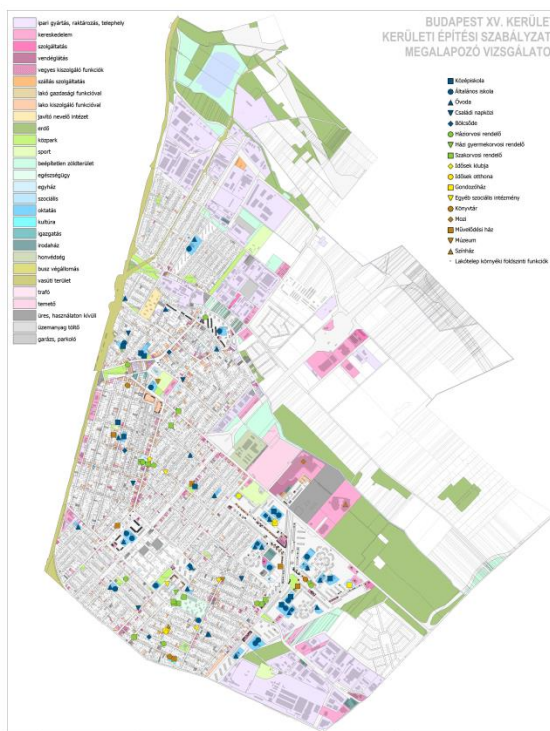 BUDAPEST XV. KERÜLE
KERÜLETI ÉPÍTÉSI SZABÁLYZAT
MEGALAPOZÓ VIZSGÁLATO
ipari gyártás, raktározás, telephely
kereskedelem
szolgáltatás
vendéglátás
vegyes kiszolgáló funkciók
szállás szolgáltatás
lakó gazdasági funkcióval
lakó kiszolgáló funkcióval
javító nevelő intézet
erdő
közpark
sport
beépítetlen zöldterület
egészségügy
egyház
szociális
oktatás
kultúra
igazgatás
irodaház
honvédség
busz végállomás
vasúti terület
trafó
temető
üres, használaton kívüli
üzemanyag töltő
garázs, parkoló
Középiskola
Általános iskola
Óvoda
Családi napközi
Bölcsőde
Háziorvosi rendelő
Házi gyermekorvosi rendelő
Szakorvosi rendelő
Idősek klubja
Idősek otthona
Gondozóház
Egyéb szociális intézmény
Könyvtár
Mozi
Művelődési ház
Múzeum
Színház
Lakótelep környéki földszinti funkciók